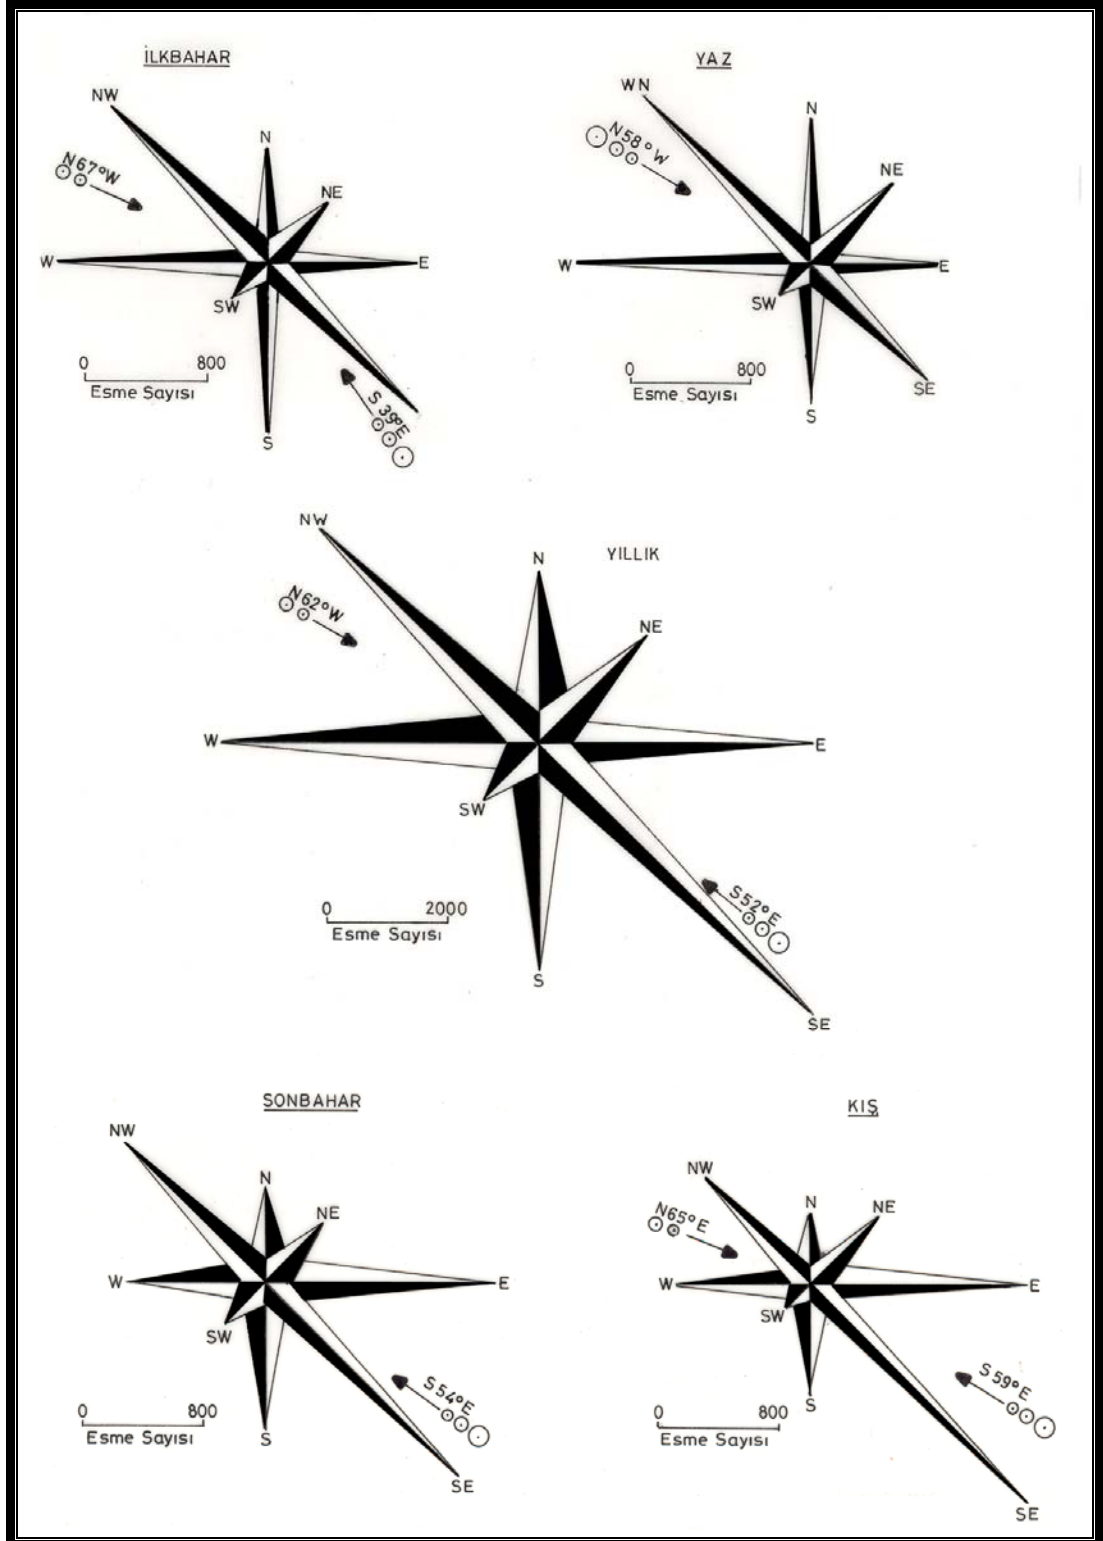 İLKBAHAR
NW
N
N67°W
NE
W
E
SW
0 800
Esme Sayısı
S 39°E
S
YAZ
WN
N
N58°W
NE
W
E
SW
0 800
Esme Sayısı
SE
S
NW
YILLIK
N
N62°W
NE
W
E
SW
S52°E
0 2000
Esme Sayısı
S
SE
SONBAHAR
NW
N
NE
W
E
SW
S54°E
0 800
Esme Sayısı
S
SE
KIŞ
NW
N
NE
N65°E
W
E
SW
S59°E
0 800
Esme Sayısı
S
SE